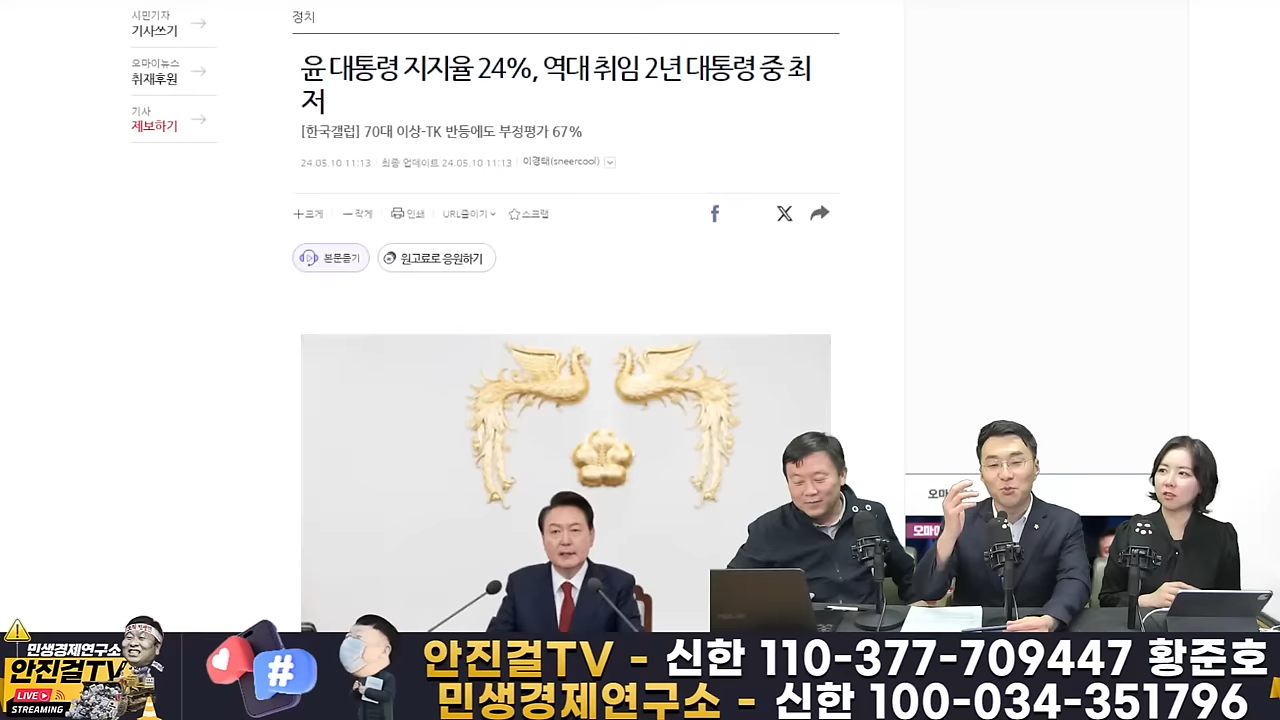 시민기자
기사쓰기
오마이뉴스
취재후원
기사
제보하기
정치
윤 대통령 지지율 24%, 역대 취임 2년 대통령 중 최
저
[한국갤럽] 70대 이상-TK 반등에도 부정평가 67%
24.05.10 11:13 최종 업데이트 24.05.10 11:13 이경태(sneercool)
크게 작게 인쇄 URL줄이기 스크랩
본문듣기 원고료로 응원하기
오마
오마이
민생경제연구소
안진걸TV
LIVE
STREAMING
#
안진걸TV - 신한 110-377-709447 황준호
민생경제연구소 - 신한 100-034-351796